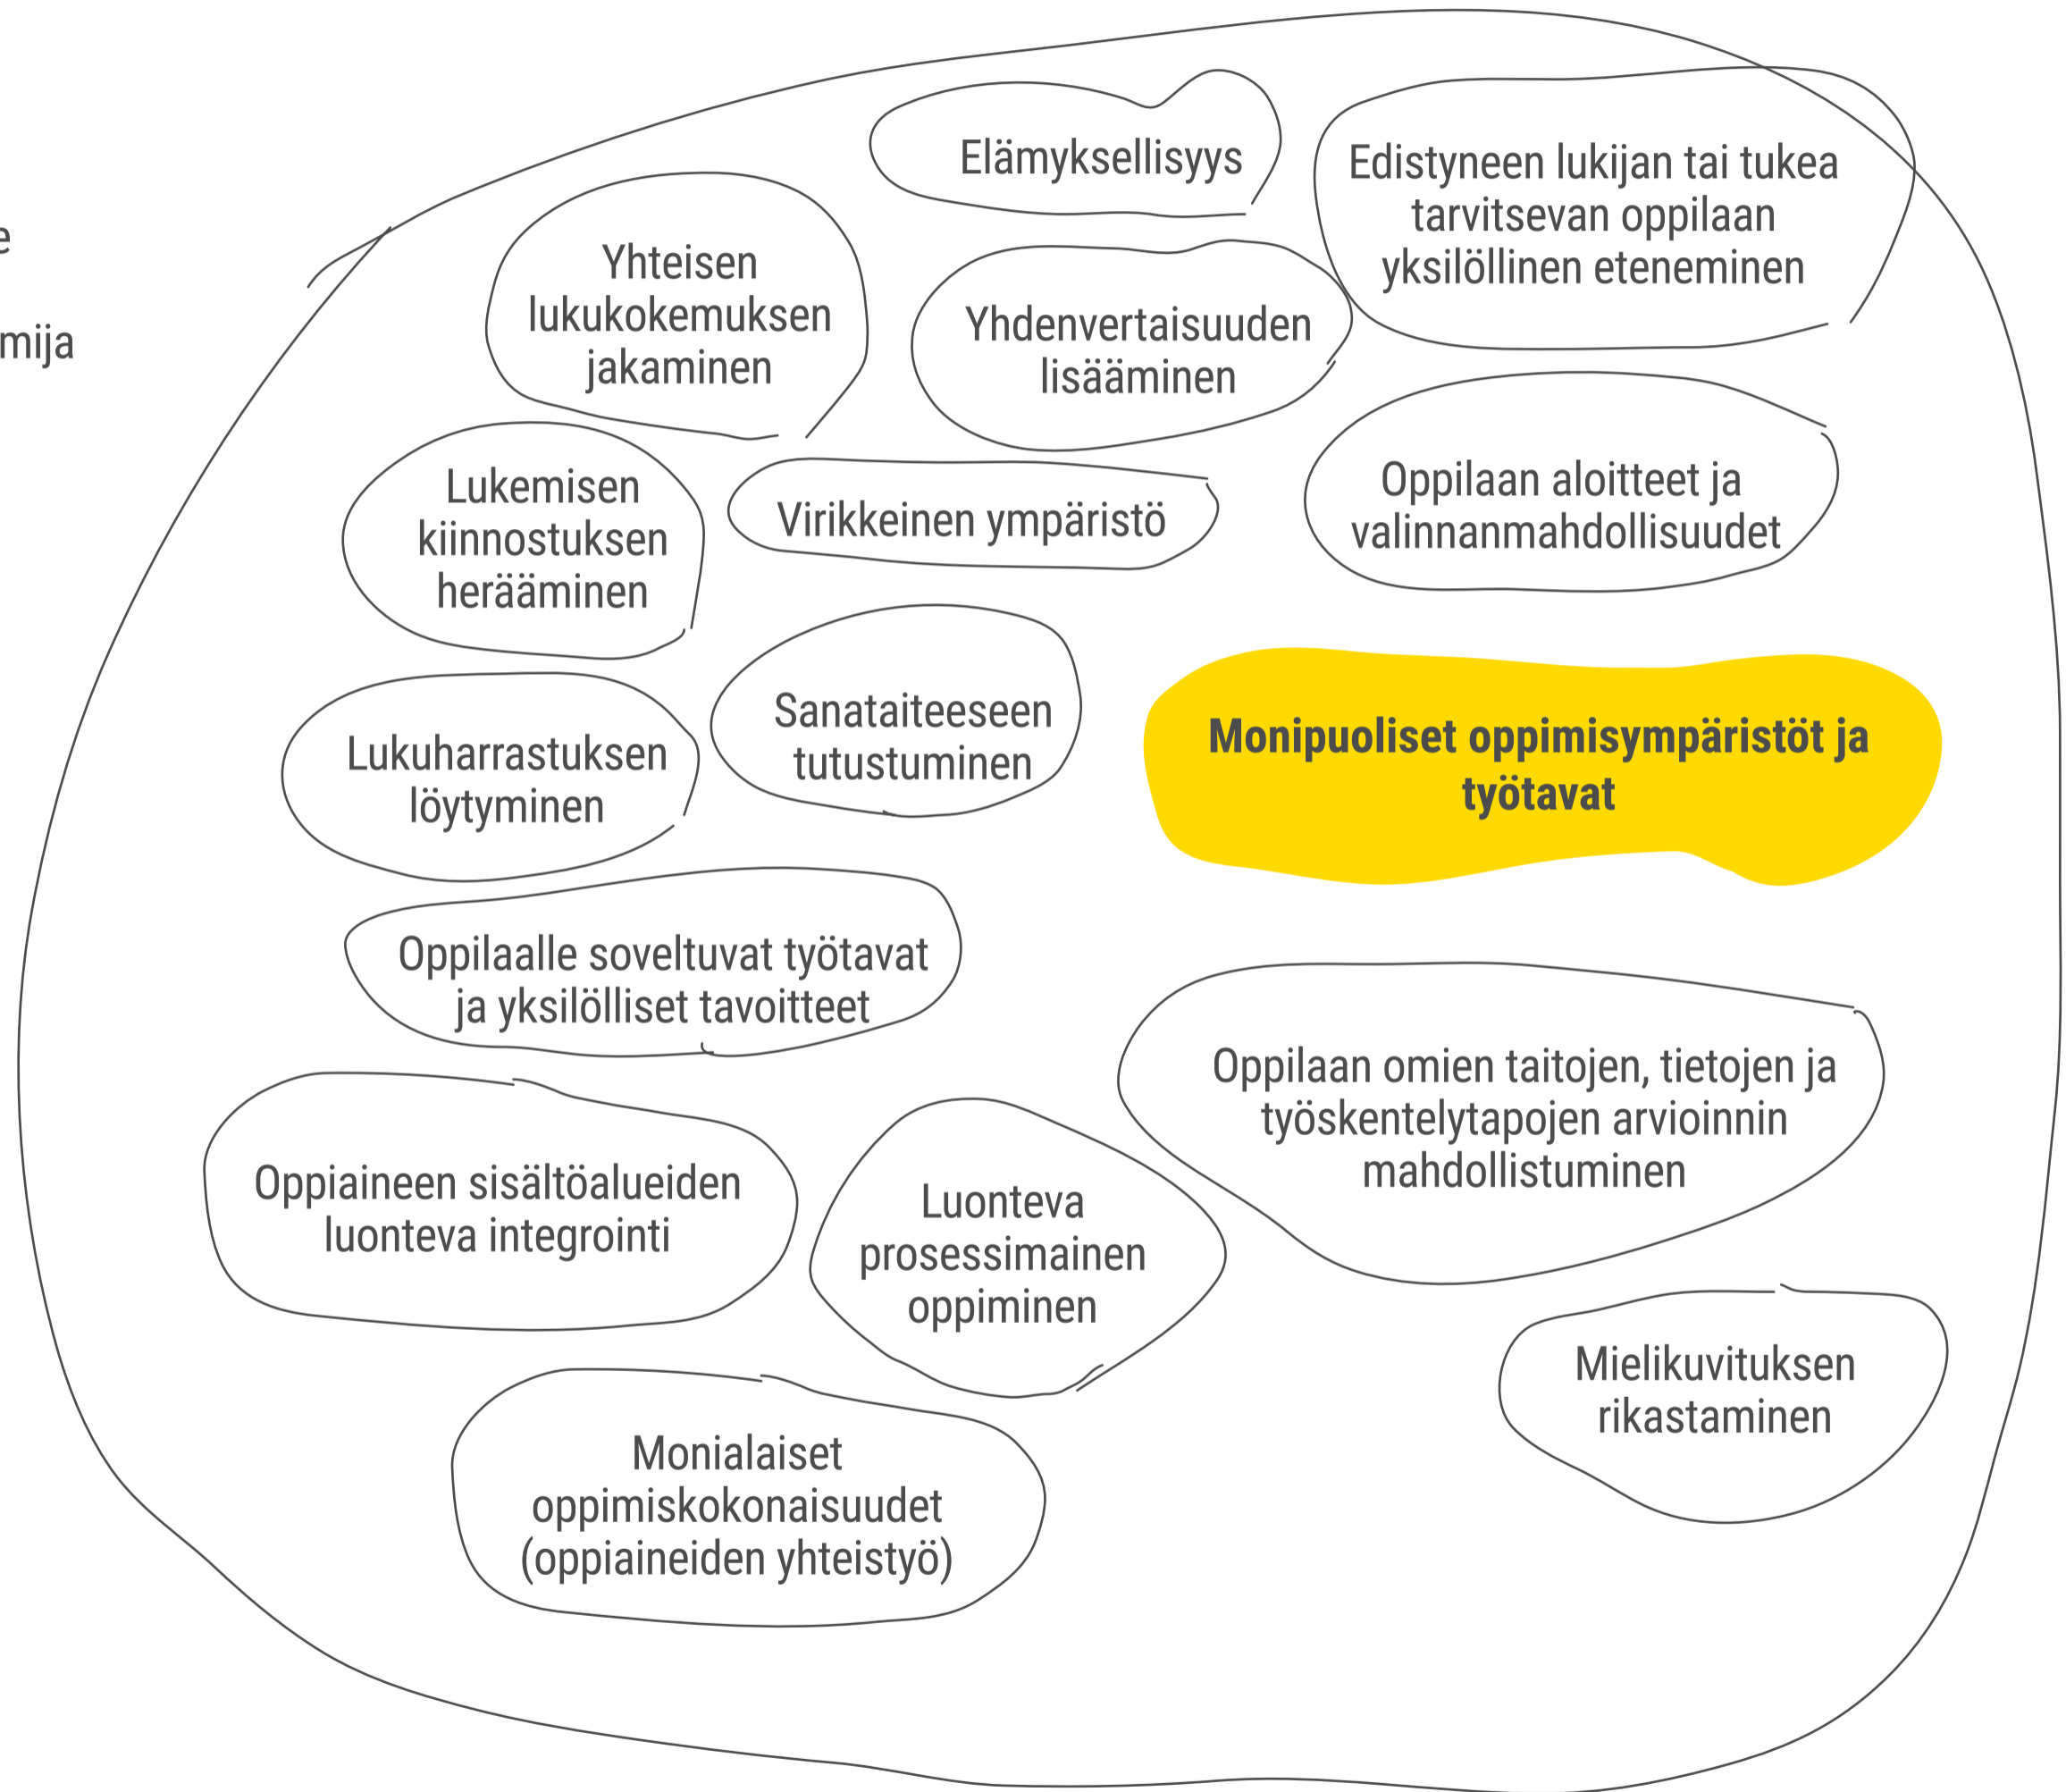 e
mija
Elämyksellisyys
Edistyneen lukijan tai tukea
tarvitsevan oppilaan
yksilöllinen eteneminen
Yhteisen
lukukokemuksen
jakaminen
Yhdenvertaisuuden
lisääminen
Lukemisen
kiinnostuksen
herääminen
Virikkeinen ympäristö
Oppilaan aloitteet ja
valinnanmahdollisuudet
Lukuharrastuksen
löytyminen
Sanataiteeseen
tutustuminen
Monipuoliset oppimisympäristöt ja
työtavat
Oppilaalle soveltuvat työtavat
ja yksilölliset tavoitteet
Oppilaan omien taitojen, tietojen ja
työskentelytapojen arvioinnin
mahdollistuminen
Oppiaineen sisältöalueiden
luonteva integrointi
Luonteva
prosessimainen
oppiminen
Mielikuvituksen
rikastaminen
Monialaiset
oppimiskokonaisuudet
(oppiaineiden yhteistyö)